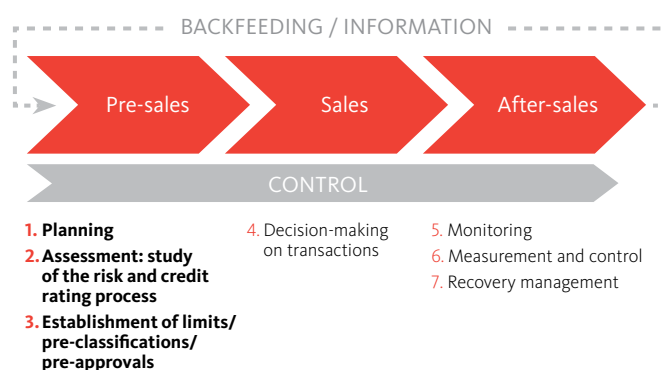 BACKFEEDING / INFORMATION
Pre-sales
Sales
After-sales
CONTROL
1. Planning
2. Assessment: study
of the risk and credit
rating process
3. Establishment of limits/
pre-classifications/
pre-approvals
4. Decision-making
on transactions
5. Monitoring
6. Measurement and control
7. Recovery management